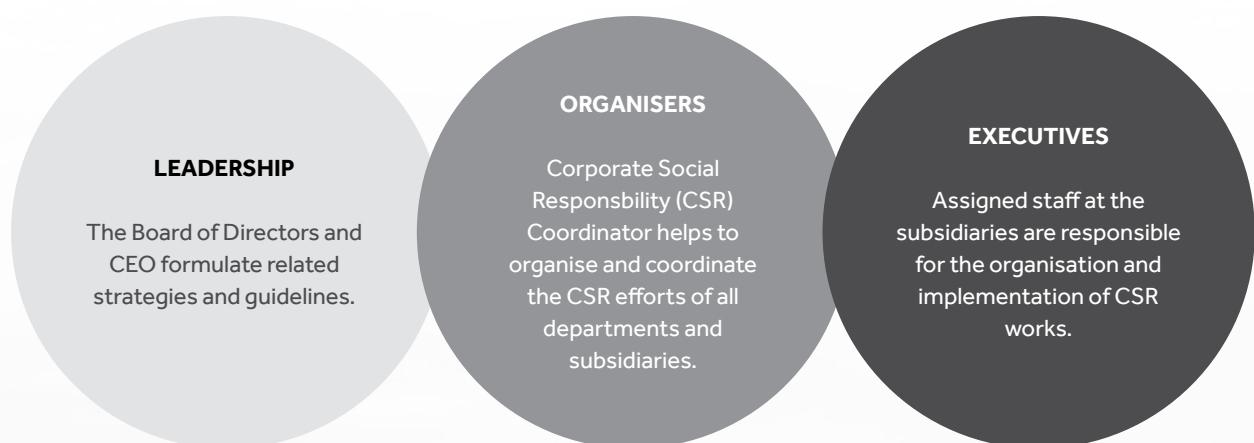 LEADERSHIP
The Board of Directors and
CEO formulate related
strategies and guidelines.
ORGANISERS
Corporate Social
Responsbility (CSR)
Coordinator helps to
organise and coordinate
the CSR efforts of all
departments and
subsidiaries.
EXECUTIVES
Assigned staff at the
subsidiaries are responsible
for the organisation and
implementation of CSR
works.